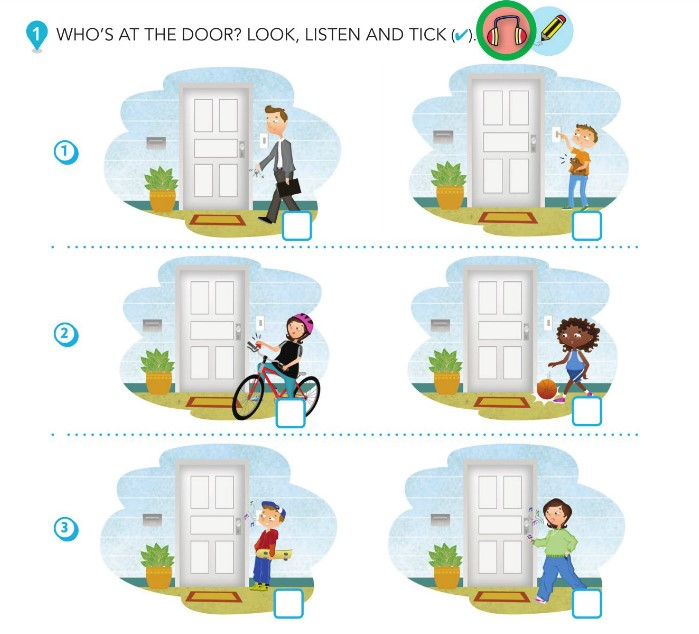 1 WHO'S AT THE DOOR? LOOK, LISTEN AND TICK (✔).
1
2
3